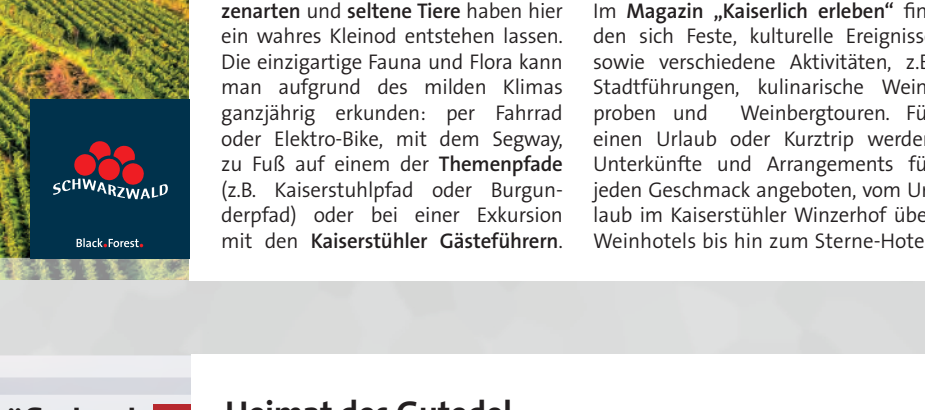 zenarten und seltene Tiere haben hier
ein wahres Kleinod entstehen lassen.
Die einzigartige Fauna und Flora kann
man aufgrund des milden Klimas
ganzjährig erkunden: per Fahrrad
oder Elektro-Bike, mit dem Segway,
zu Fuß auf einem der Themenpfade
(z.B. Kaiserstuhlpfad oder Burgun-
derpfad) oder bei einer Exkursion
mit den Kaiserstühler Gästeführern.
Im Magazin „Kaiserlich erleben“ fin
den sich Feste, kulturelle Ereignisse
sowie verschiedene Aktivitäten, z.B
Stadtführungen, kulinarische Wein
proben und Weinbergtouren. Fü
einen Urlaub oder Kurztrip werden
Unterkünfte und Arrangements fü
jeden Geschmack angeboten, vom Ur
laub im Kaiserstühler Winzerhof übe
Weinhotels bis hin zum Sterne-Hote
SCHWARZWALD
Black.Forest.
Heimat des Gutedel